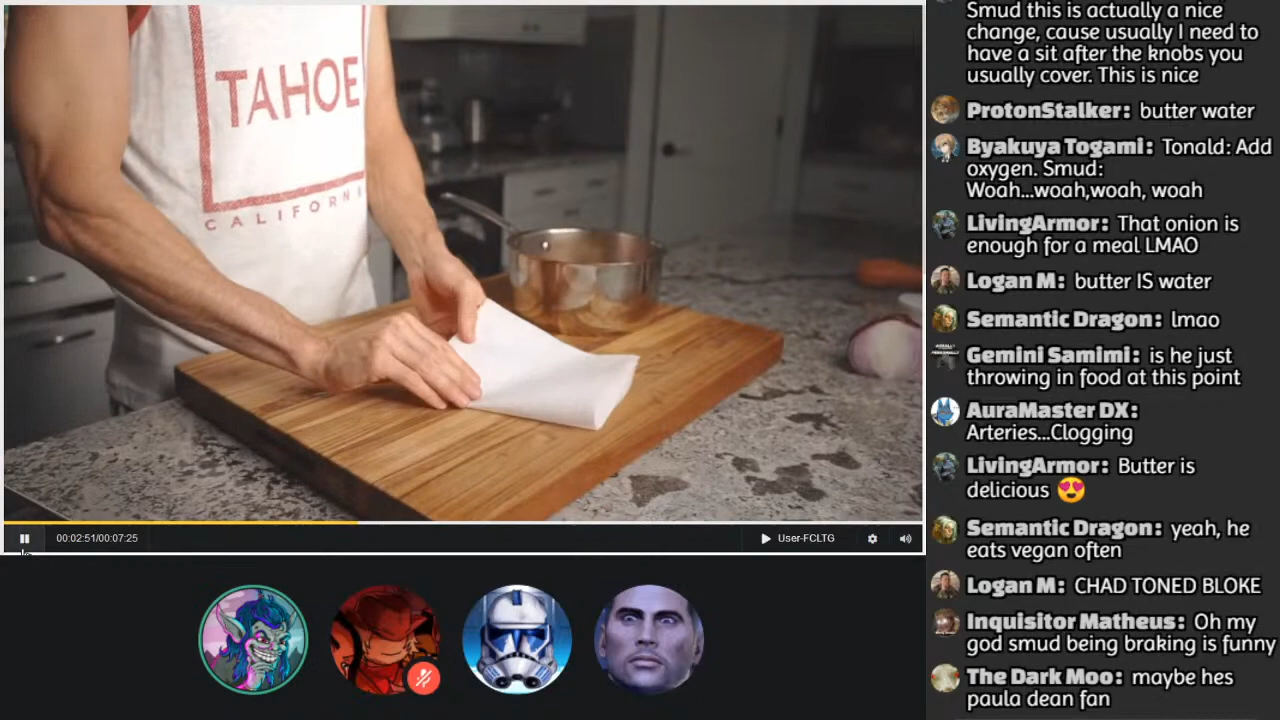 TAHOE
CALIFORNI
00:02:51/00:07:25
User-FCLTG
Smud this is actually a nice
change, cause usually I need to
have a sit after the knobs you
usually cover. This is nice
ProtonStalker: butter water
Byakuya Togami: Tonald: Add
oxygen. Smud:
Woah...woah,woah, woah
LivingArmor: That onion is
enough for a meal LMAO
Logan M: butter IS water
Semantic Dragon: lmao
Gemini Samimi: is he just
throwing in food at this point
AuraMaster DX:
Arteries...Clogging
LivingArmor: Butter is
delicious 😍
Semantic Dragon: yeah, he
eats vegan often
Logan M: CHAD TONED BLOKE
Inquisitor Matheus: Oh my
god smud being braking is funny
The Dark Moo: maybe hes
paula dean fan